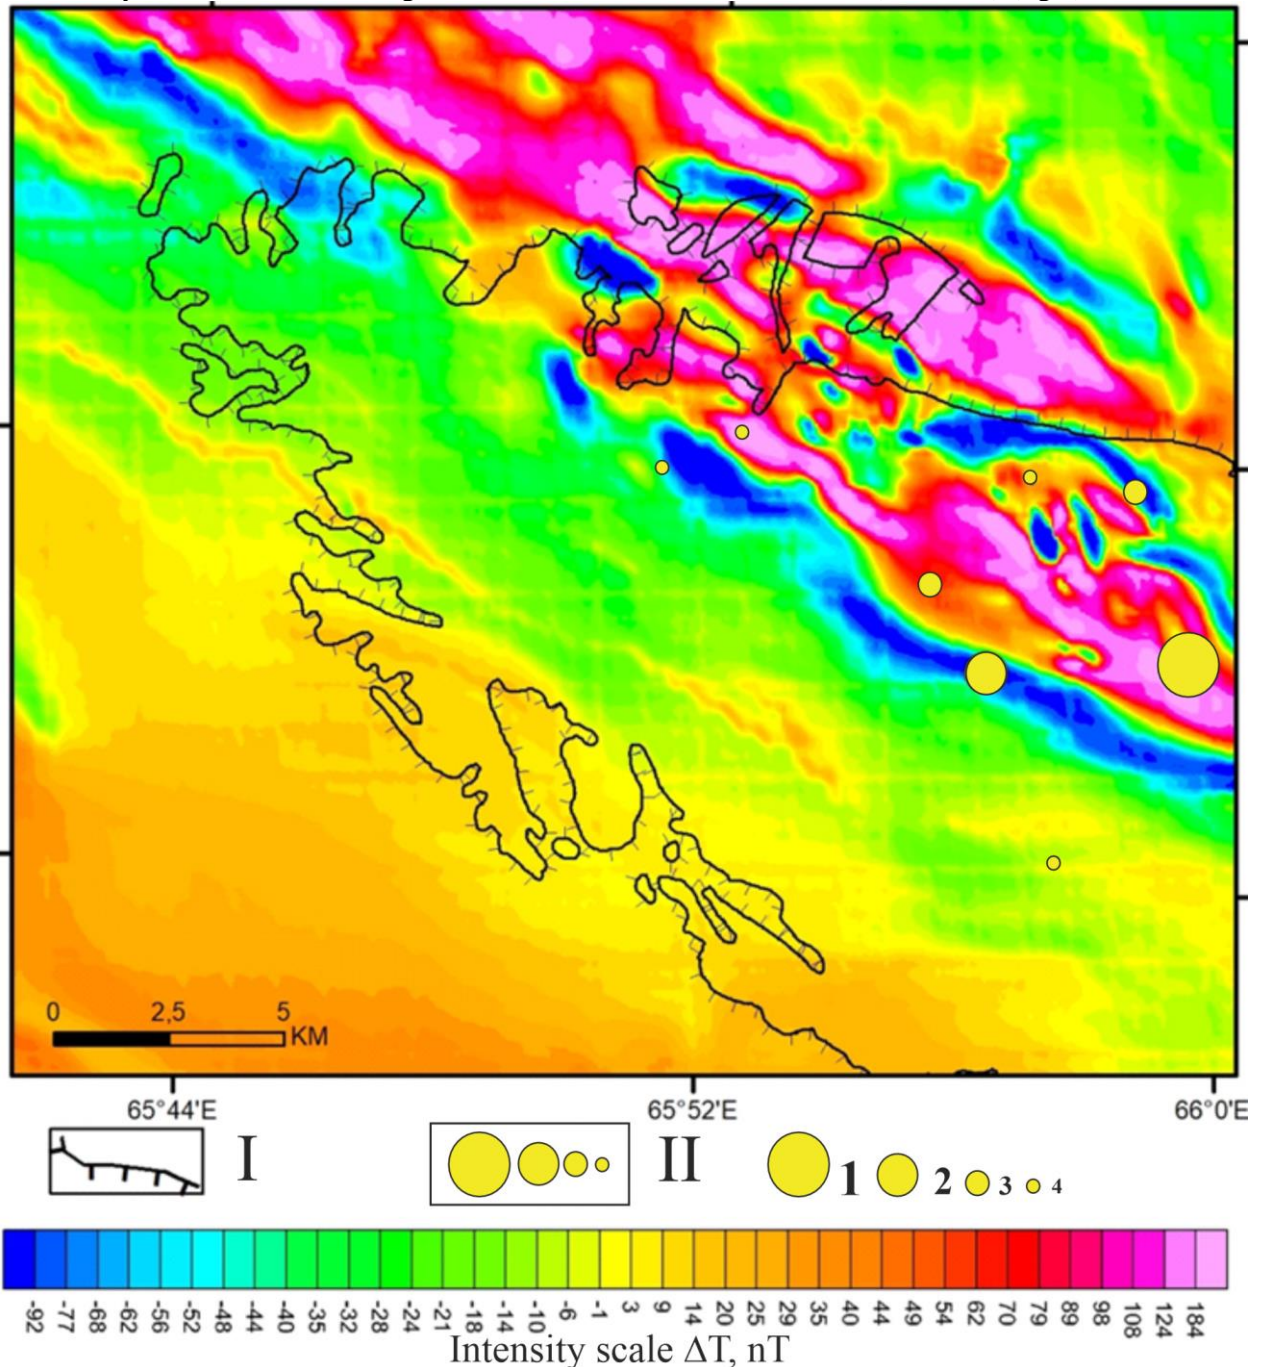 0 2,5 5
KM
65°44'E 65°52'E 66°0'E
I II 1 2 3 4
-92 -77 -68 -62 -56 -52 -48 -44 -40 -35 -32 -28 -24 -21 -18 -14 -10 -6 -1 3 9 14 20 25 29 35 40 44 49 54 62 70 79 89 98 108 124 184
Intensity scale ΔT, nT